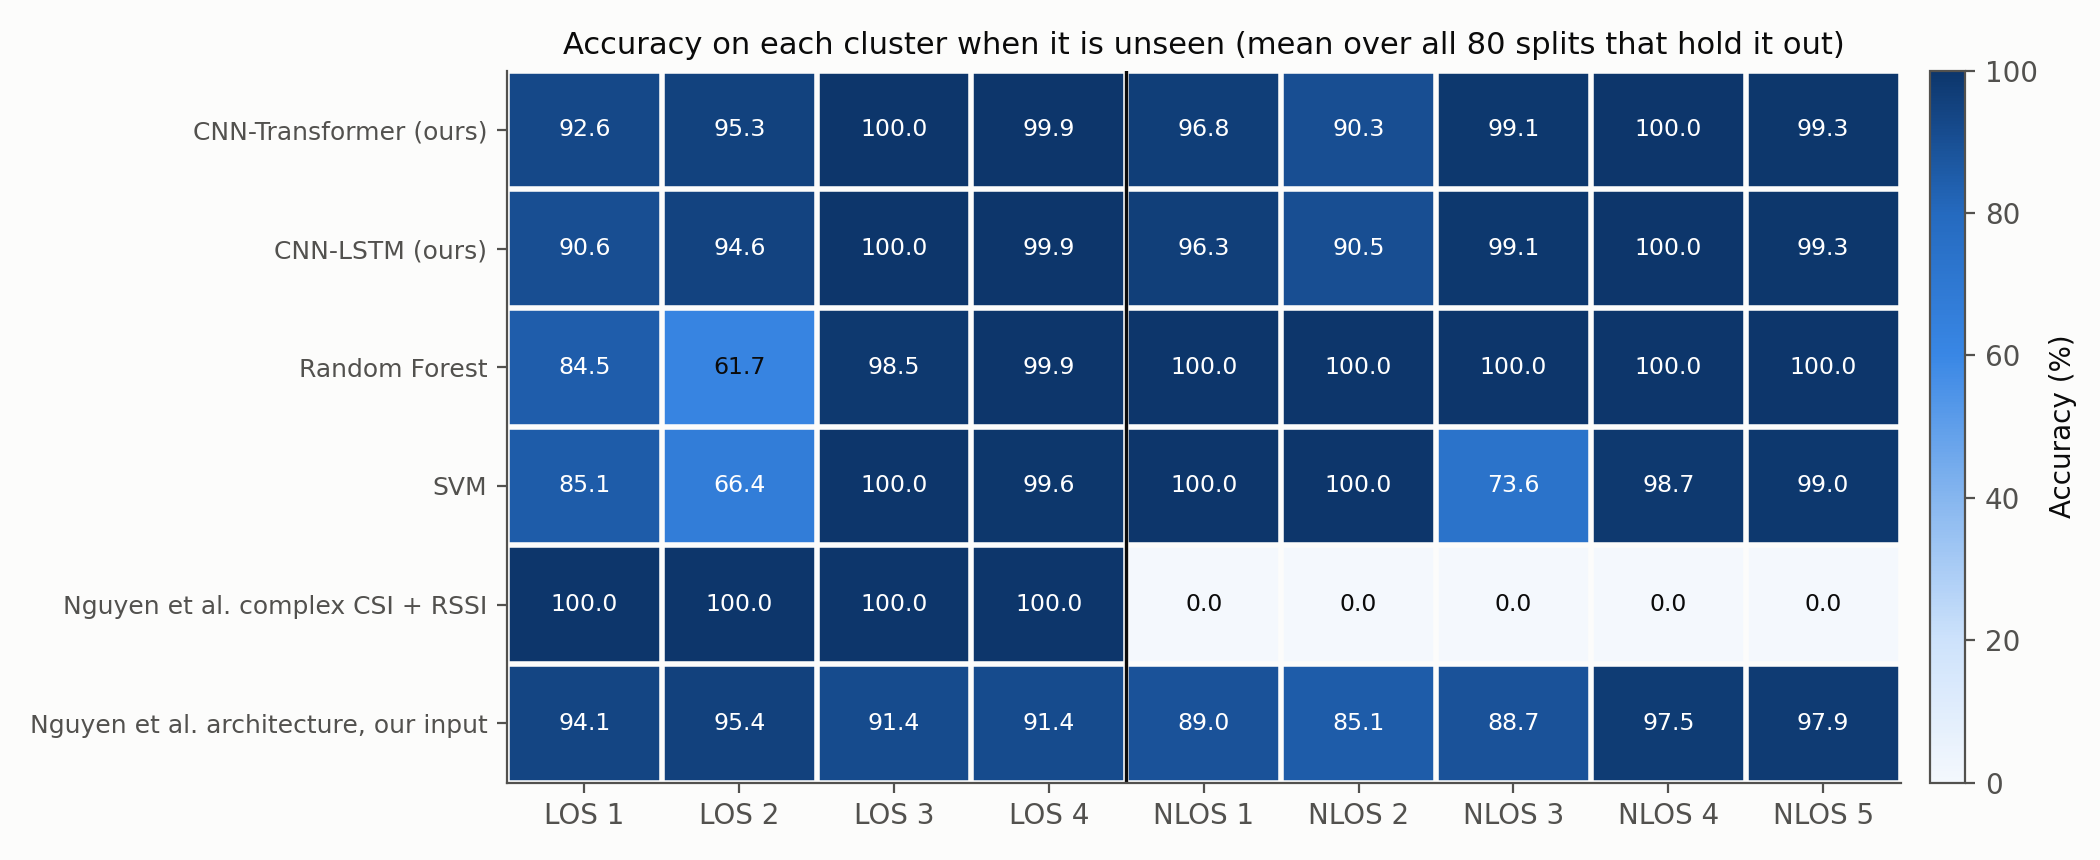 Accuracy on each cluster when it is unseen (mean over all 80 splits that hold it out)
CNN-Transformer (ours) 92.6 95.3 100.0 99.9 96.8 90.3 99.1 100.0 99.3
CNN-LSTM (ours) 90.6 94.6 100.0 99.9 96.3 90.5 99.1 100.0 99.3
Random Forest 84.5 61.7 98.5 99.9 100.0 100.0 100.0 100.0 100.0
SVM 85.1 66.4 100.0 99.6 100.0 100.0 73.6 98.7 99.0
Nguyen et al. complex CSI + RSSI 100.0 100.0 100.0 100.0 0.0 0.0 0.0 0.0 0.0
Nguyen et al. architecture, our input 94.1 95.4 91.4 91.4 89.0 85.1 88.7 97.5 97.9
LOS 1 LOS 2 LOS 3 LOS 4 NLOS 1 NLOS 2 NLOS 3 NLOS 4 NLOS 5
100
80
60
40
20
0
Accuracy (%)